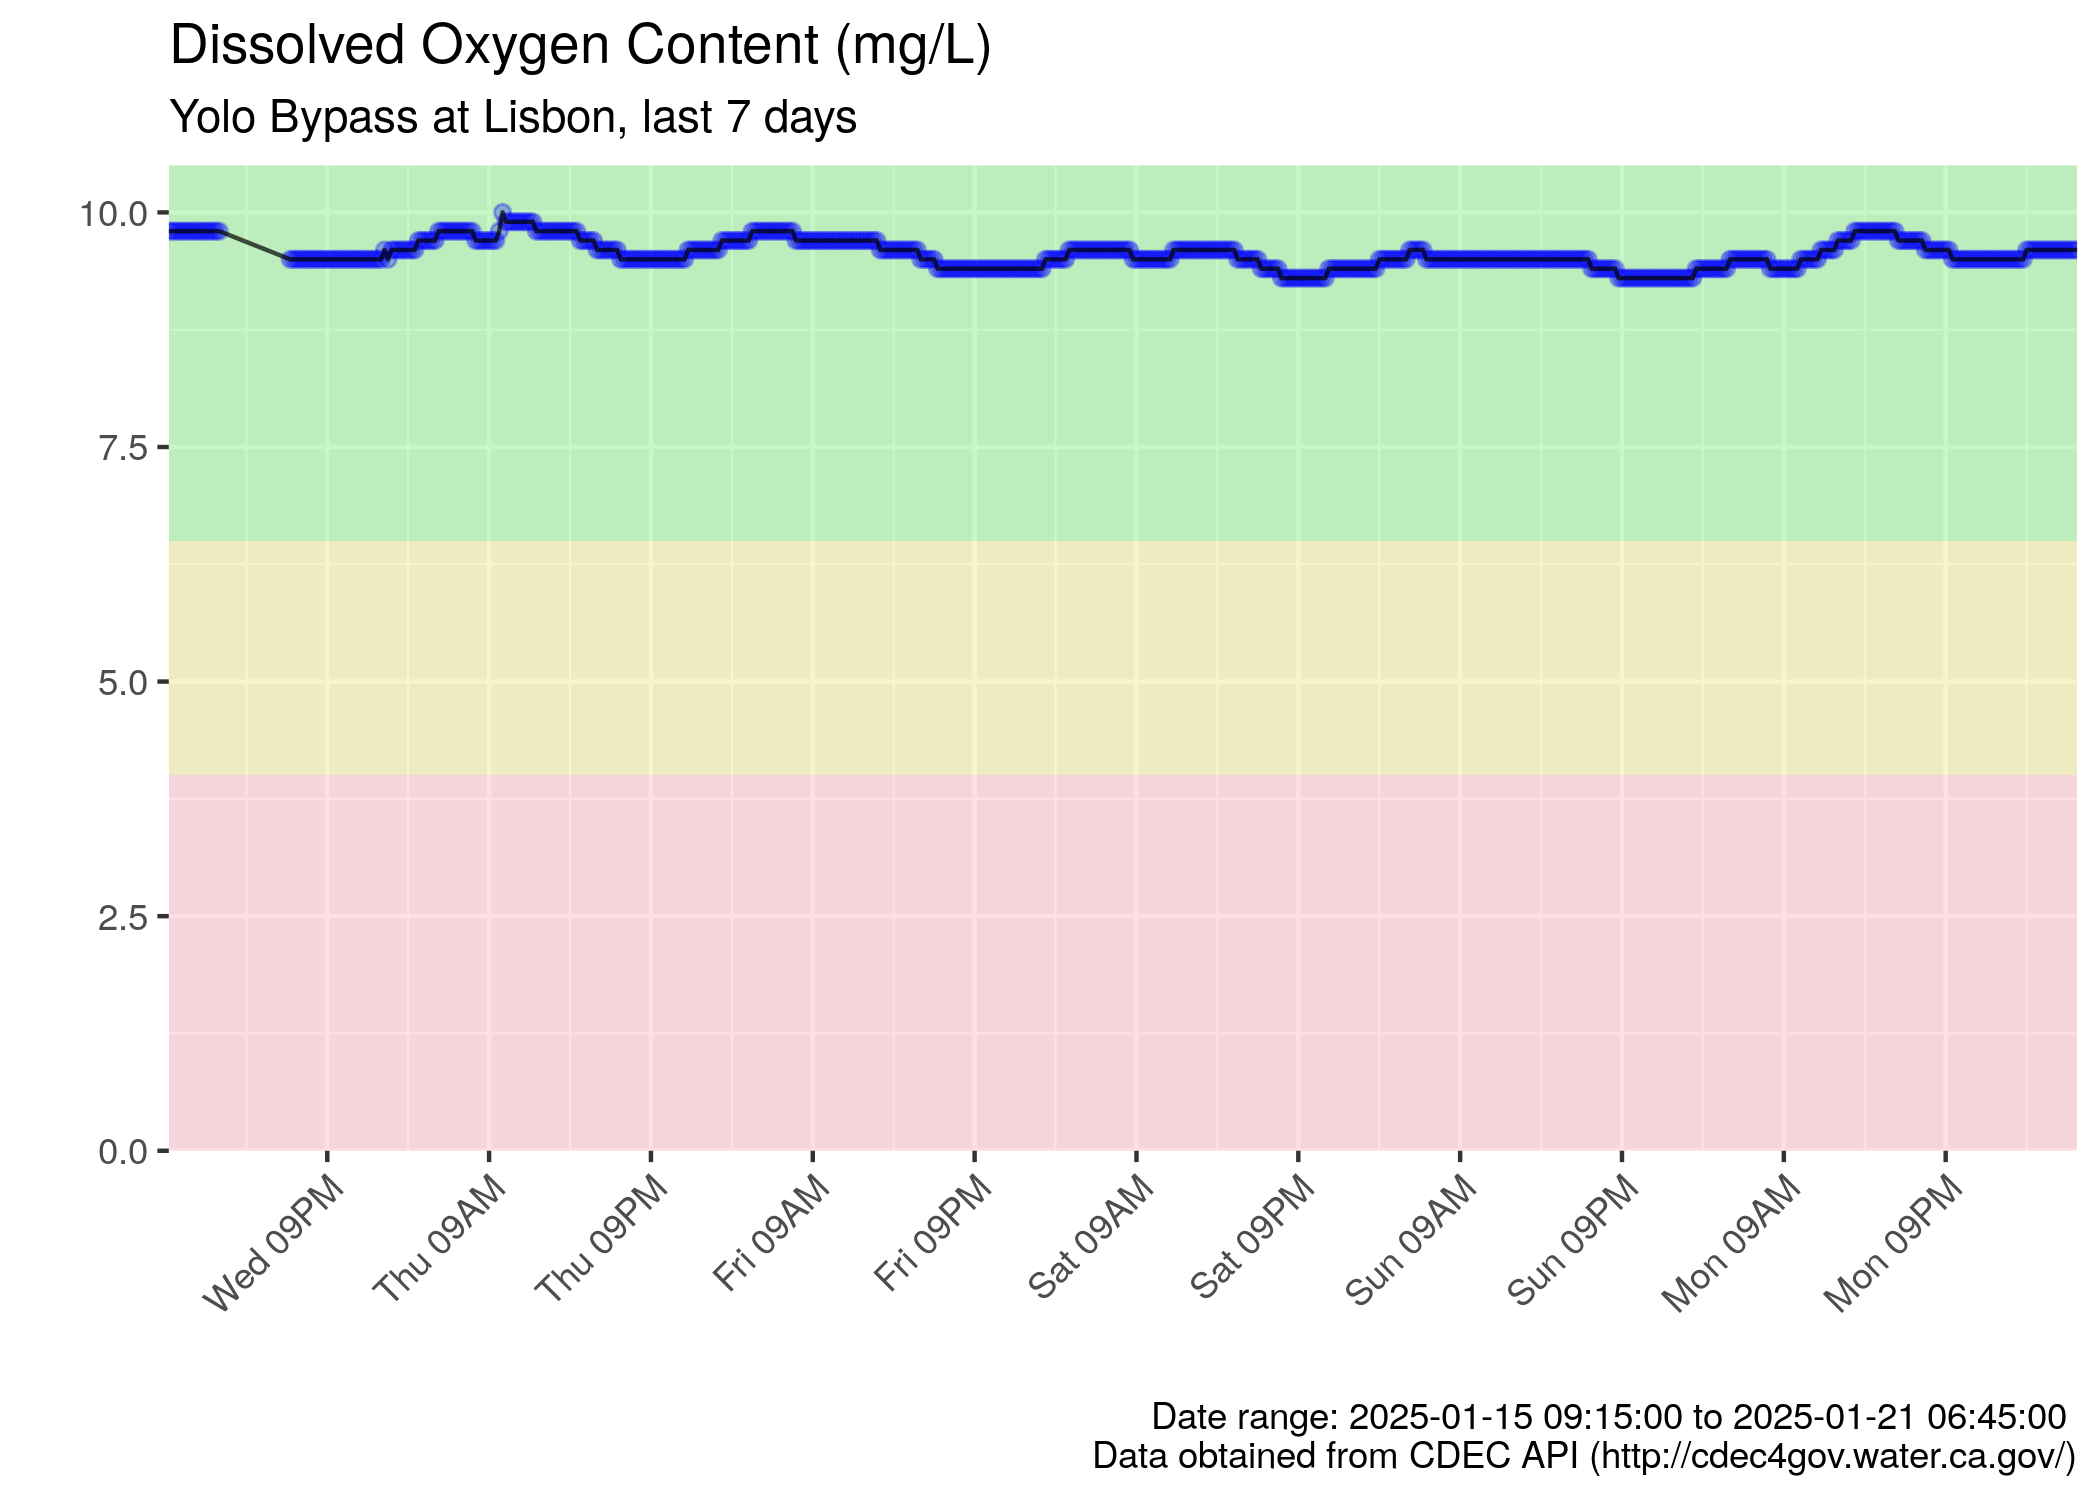 Dissolved Oxygen Content (mg/L)
Yolo Bypass at Lisbon, last 7 days
10.0
7.5
5.0
2.5
0.0
Wed 09PM
Thu 09AM
Thu 09PM
Fri 09AM
Fri 09PM
Sat 09AM
Sat 09PM
Sun 09AM
Sun 09PM
Mon 09AM
Mon 09PM
Date range: 2025-01-15 09:15:00 to 2025-01-21 06:45:00
Data obtained from CDEC API (http://cdec4gov.water.ca.gov/)